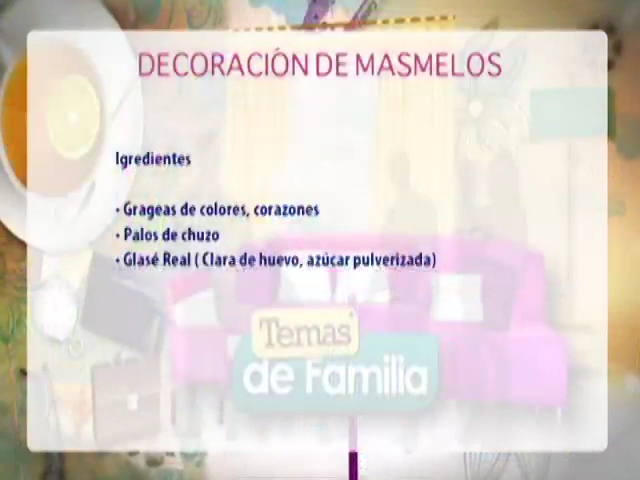 DECORACIÓN DE MASMELOS
Igredientes
• Grageas de colores, corazones
• Palos de chuzo
• Glasé Real ( Clara de huevo, azúcar pulverizada)
Temas
de Familia